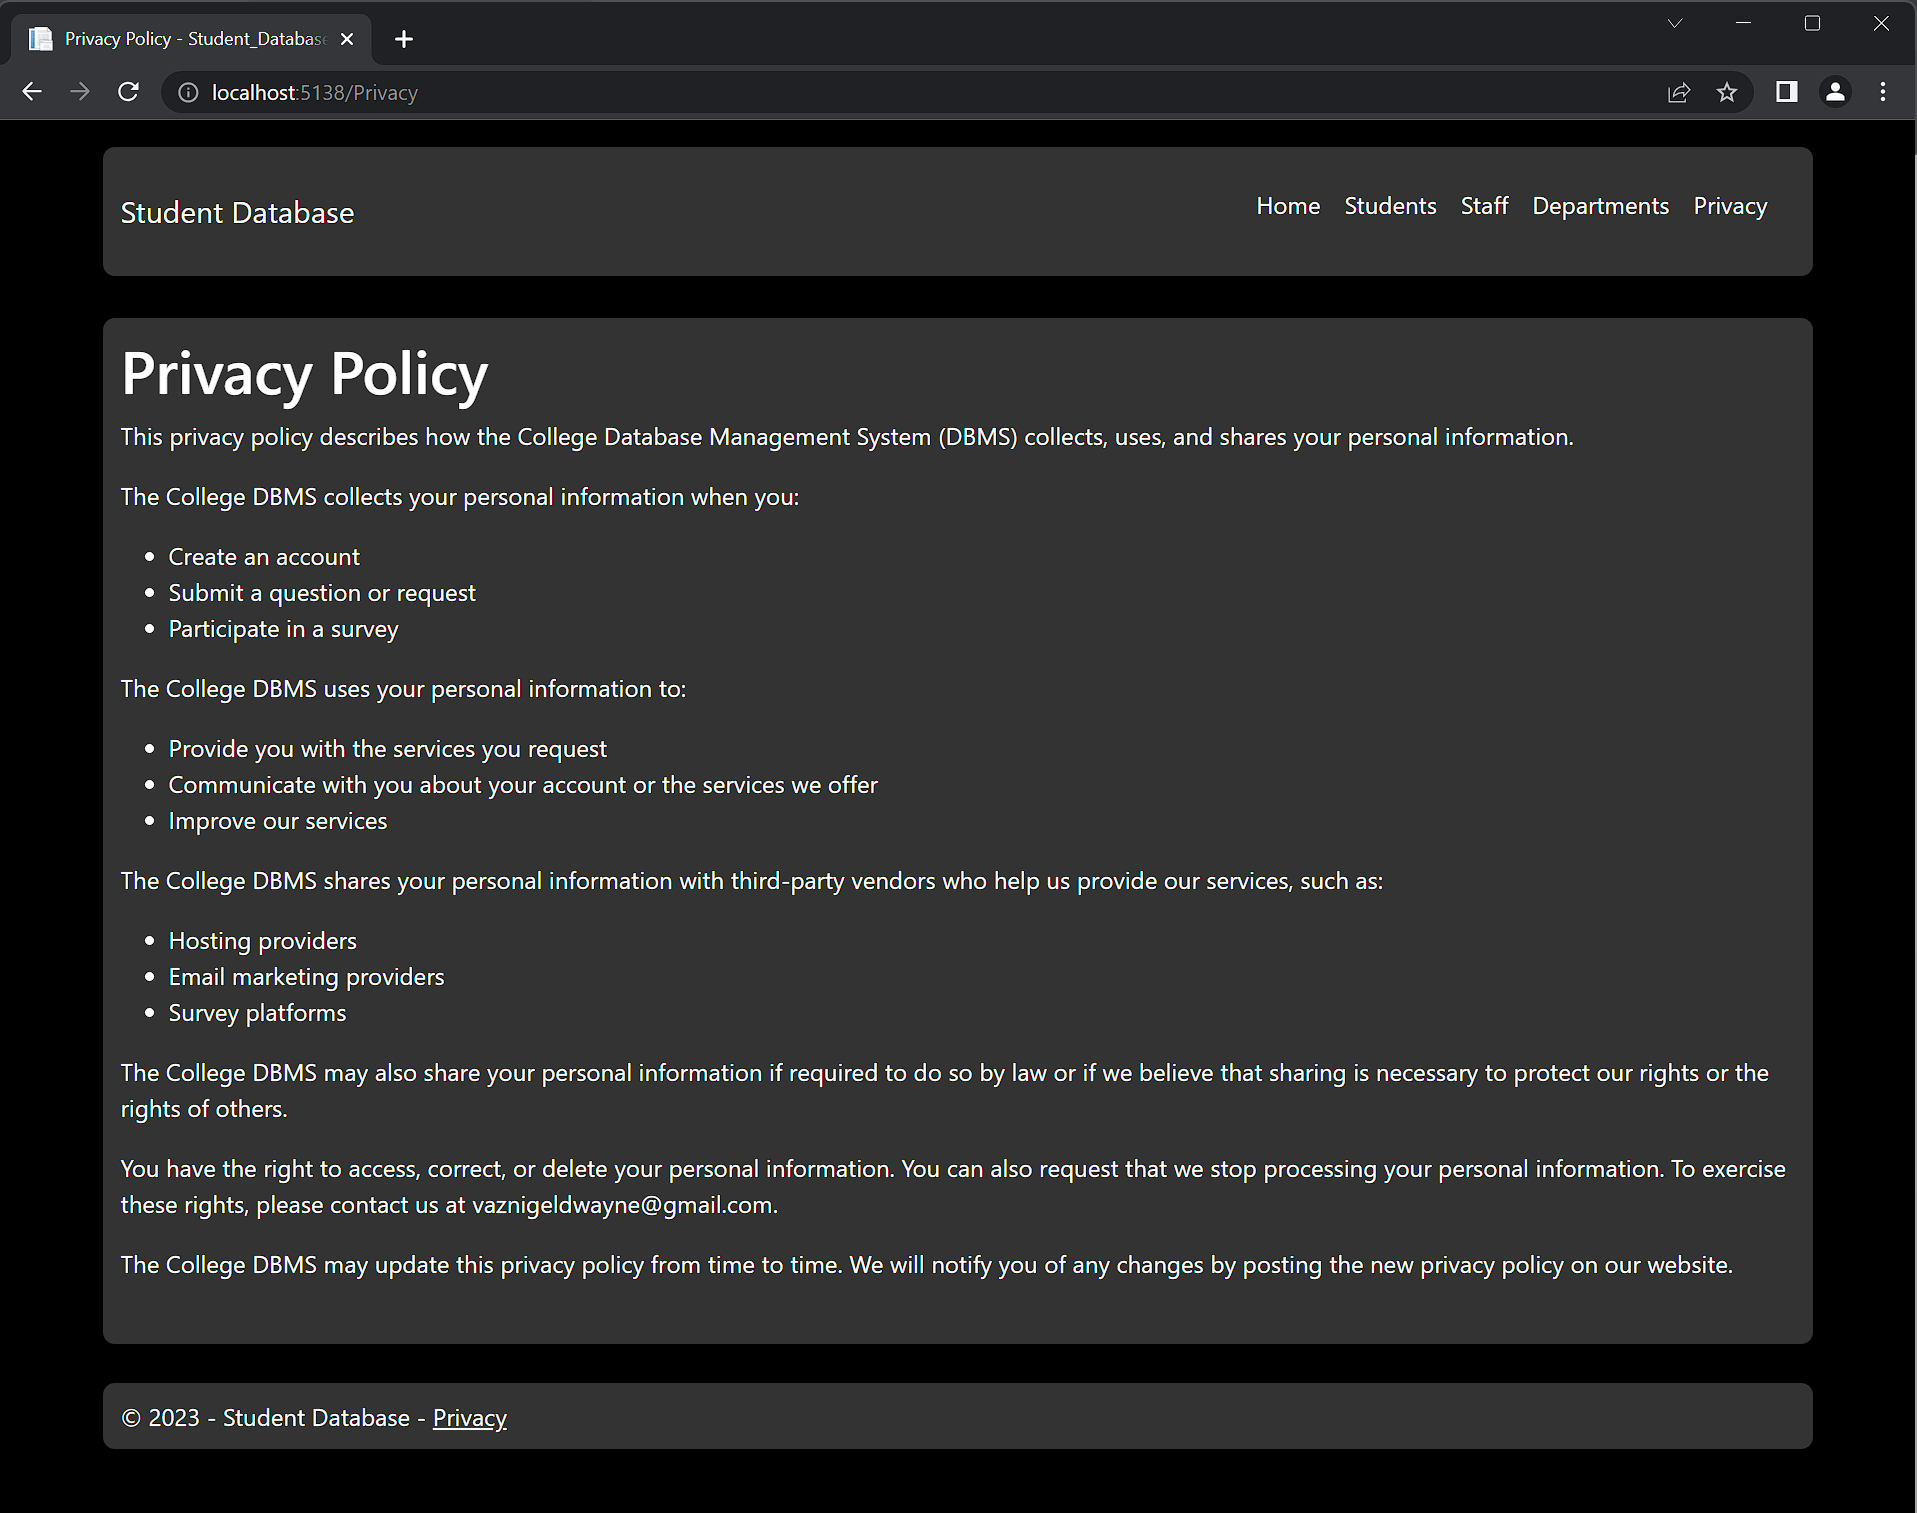 Privacy Policy - Student_Database
localhost:5138/Privacy
Student Database
Home Students Staff Departments Privacy
Privacy Policy
This privacy policy describes how the College Database Management System (DBMS) collects, uses, and shares your personal information.
The College DBMS collects your personal information when you:
• Create an account
• Submit a question or request
• Participate in a survey
The College DBMS uses your personal information to:
• Provide you with the services you request
• Communicate with you about your account or the services we offer
• Improve our services
The College DBMS shares your personal information with third-party vendors who help us provide our services, such as:
• Hosting providers
• Email marketing providers
• Survey platforms
The College DBMS may also share your personal information if required to do so by law or if we believe that sharing is necessary to protect our rights or the
rights of others.
You have the right to access, correct, or delete your personal information. You can also request that we stop processing your personal information. To exercise
these rights, please contact us at vaznigeldwayne@gmail.com.
The College DBMS may update this privacy policy from time to time. We will notify you of any changes by posting the new privacy policy on our website.
© 2023 - Student Database - Privacy